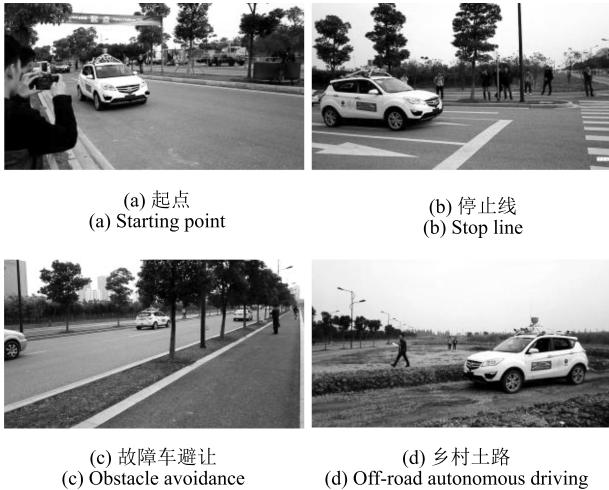 (a) 起点
(a) Starting point
(b) 停止线
(b) Stop line
(c) 故障车避让
(c) Obstacle avoidance
(d) 乡村土路
(d) Off-road autonomous driving